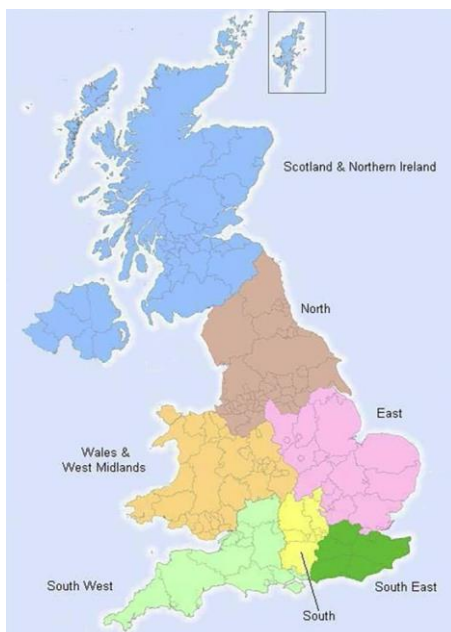 Scotland & Northern Ireland
North
East
Wales &
West Midlands
South West
South East
South